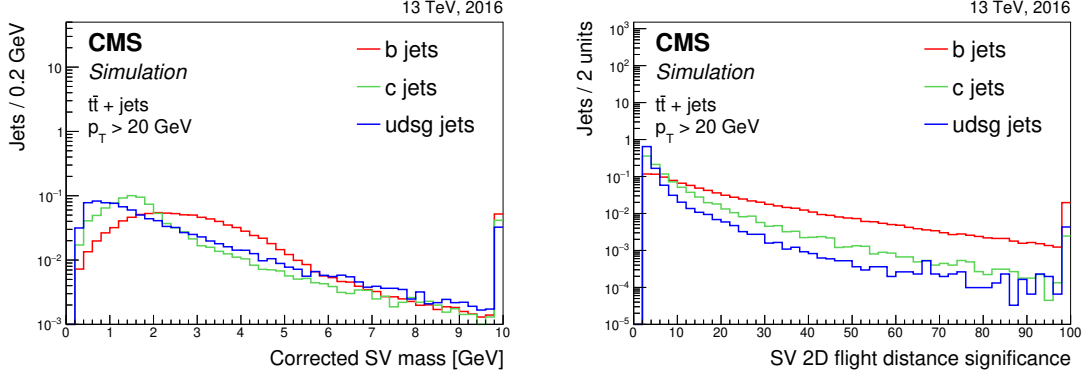 13 TeV, 2016
Jets / 0.2 GeV
CMS
Simulation
tt̄ + jets
p_T > 20 GeV
b jets
c jets
udsg jets
10
1
10⁻¹
10⁻²
10⁻³
0 1 2 3 4 5 6 7 8 9 10
Corrected SV mass [GeV]
13 TeV, 2016
Jets / 2 units
CMS
Simulation
tt̄ + jets
p_T > 20 GeV
b jets
c jets
udsg jets
10³
10²
10
1
10⁻¹
10⁻²
10⁻³
10⁻⁴
10⁻⁵
0 10 20 30 40 50 60 70 80 90 100
SV 2D flight distance significance